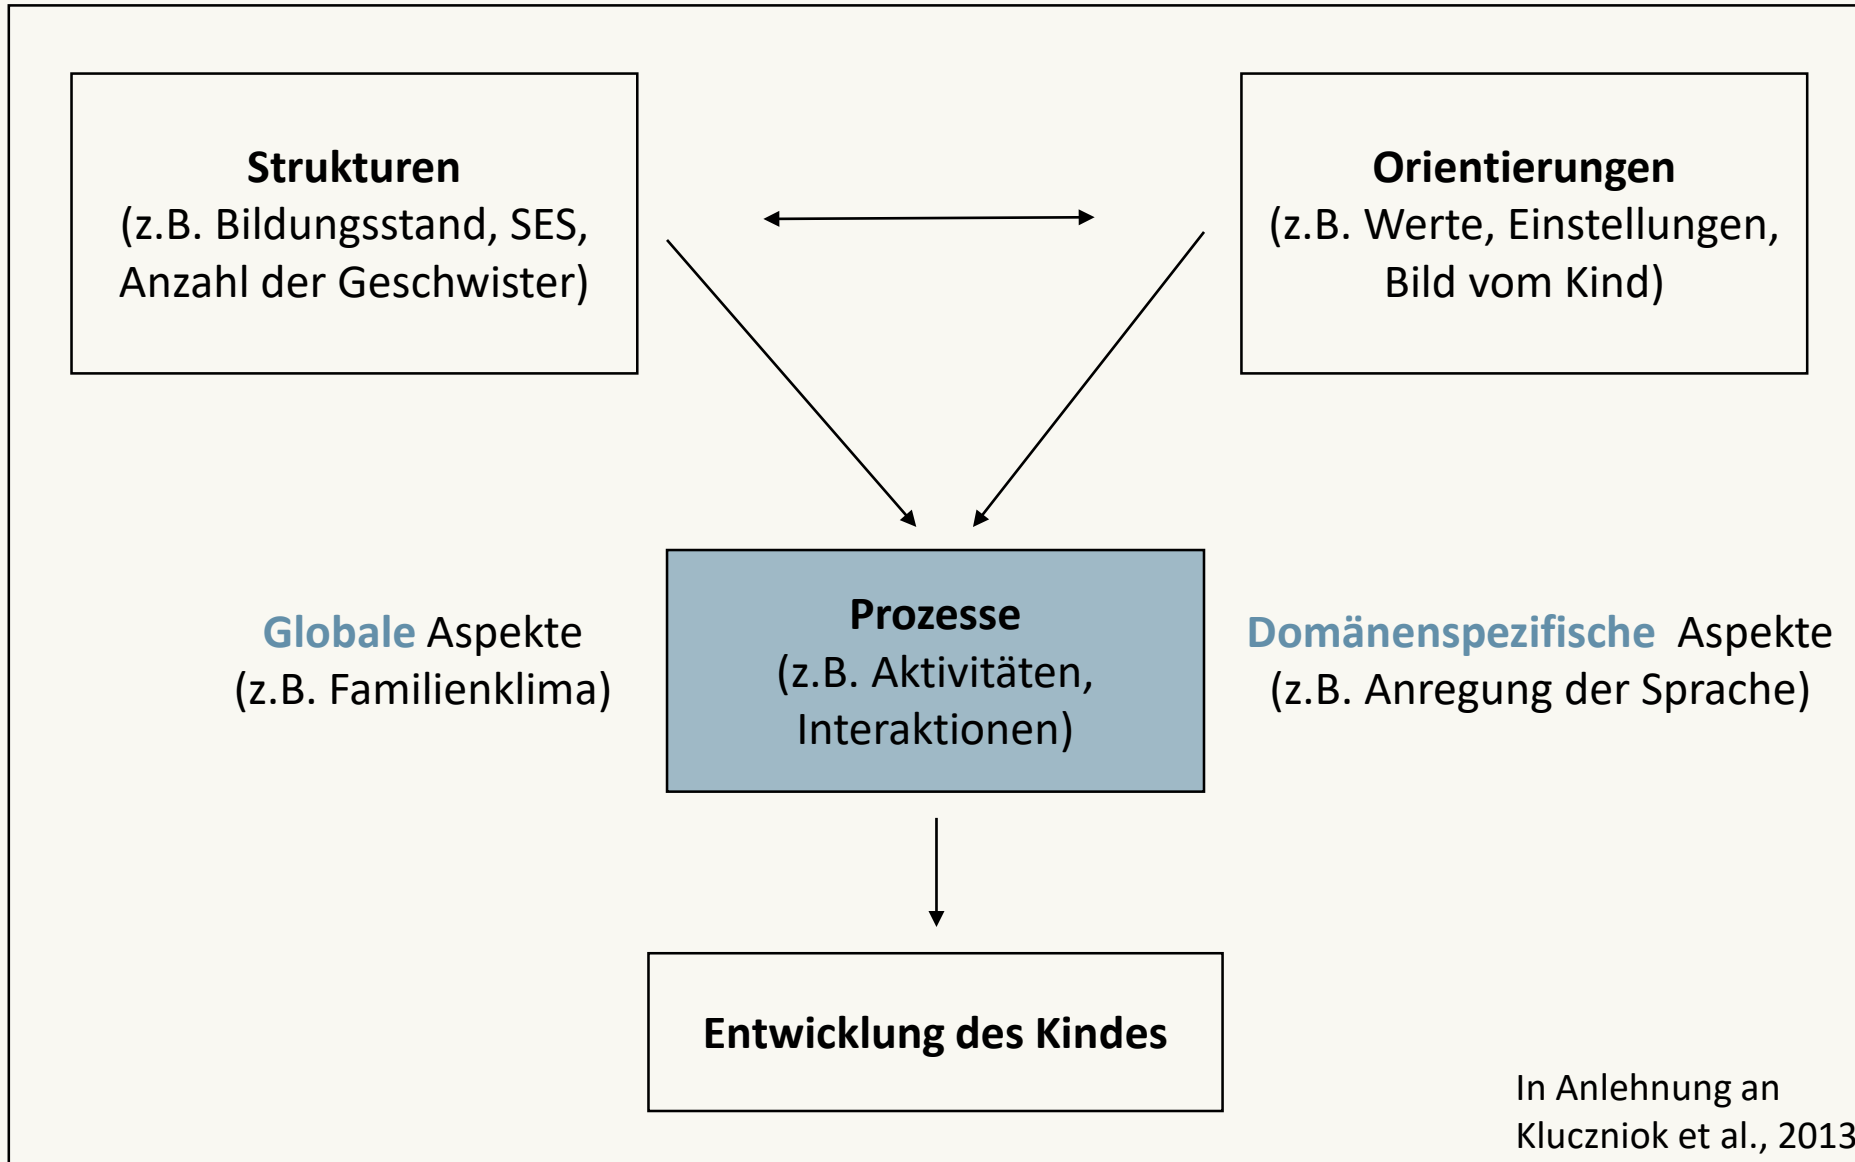 Strukturen
(z.B. Bildungsstand, SES,
Anzahl der Geschwister)
Orientierungen
(z.B. Werte, Einstellungen,
Bild vom Kind)
Globale Aspekte
(z.B. Familienklima)
Prozesse
(z.B. Aktivitäten,
Interaktionen)
Domänenspezifische Aspekte
(z.B. Anregung der Sprache)
Entwicklung des Kindes
In Anlehnung an
Kluczniok et al., 2013